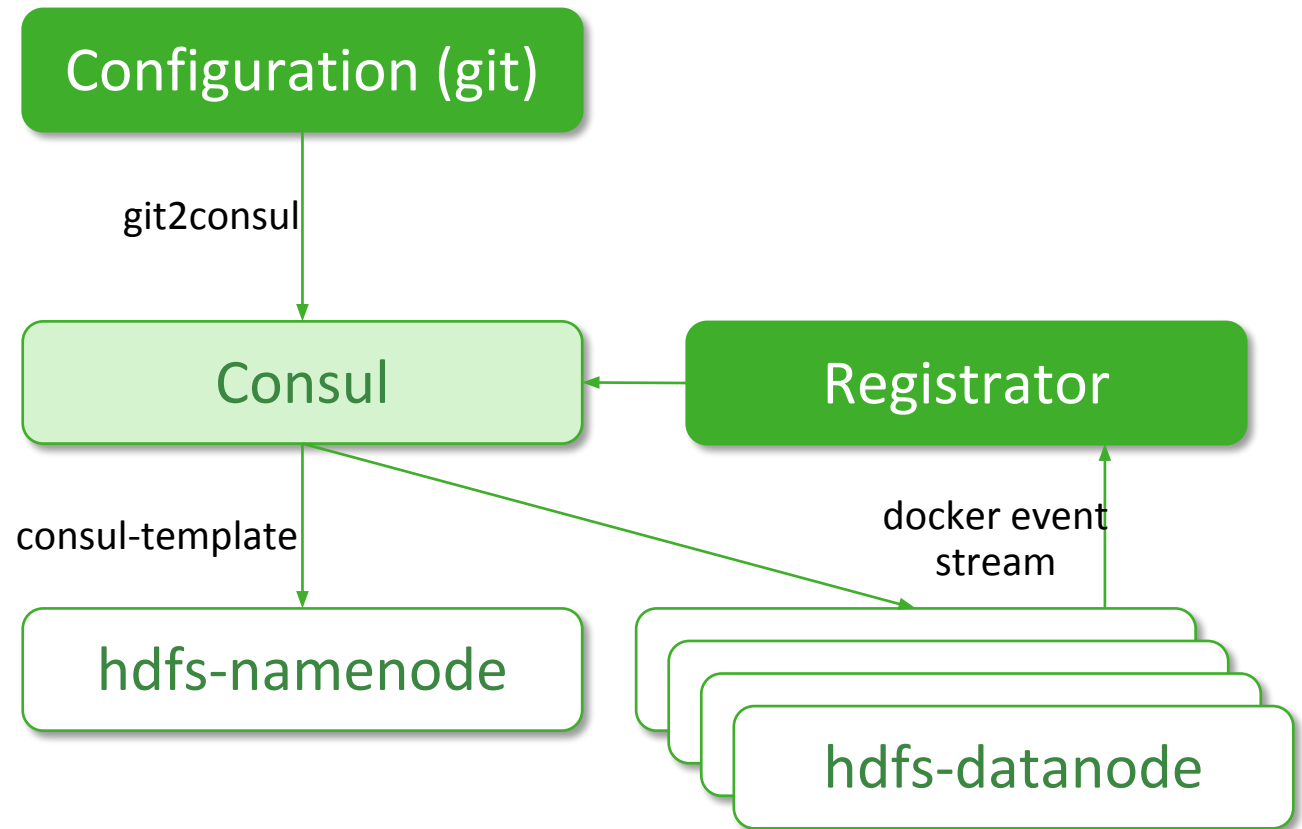 Configuration (git)
git2consul
Consul
Registrator
consul-template
docker event
stream
hdfs-namenode
hdfs-datanode